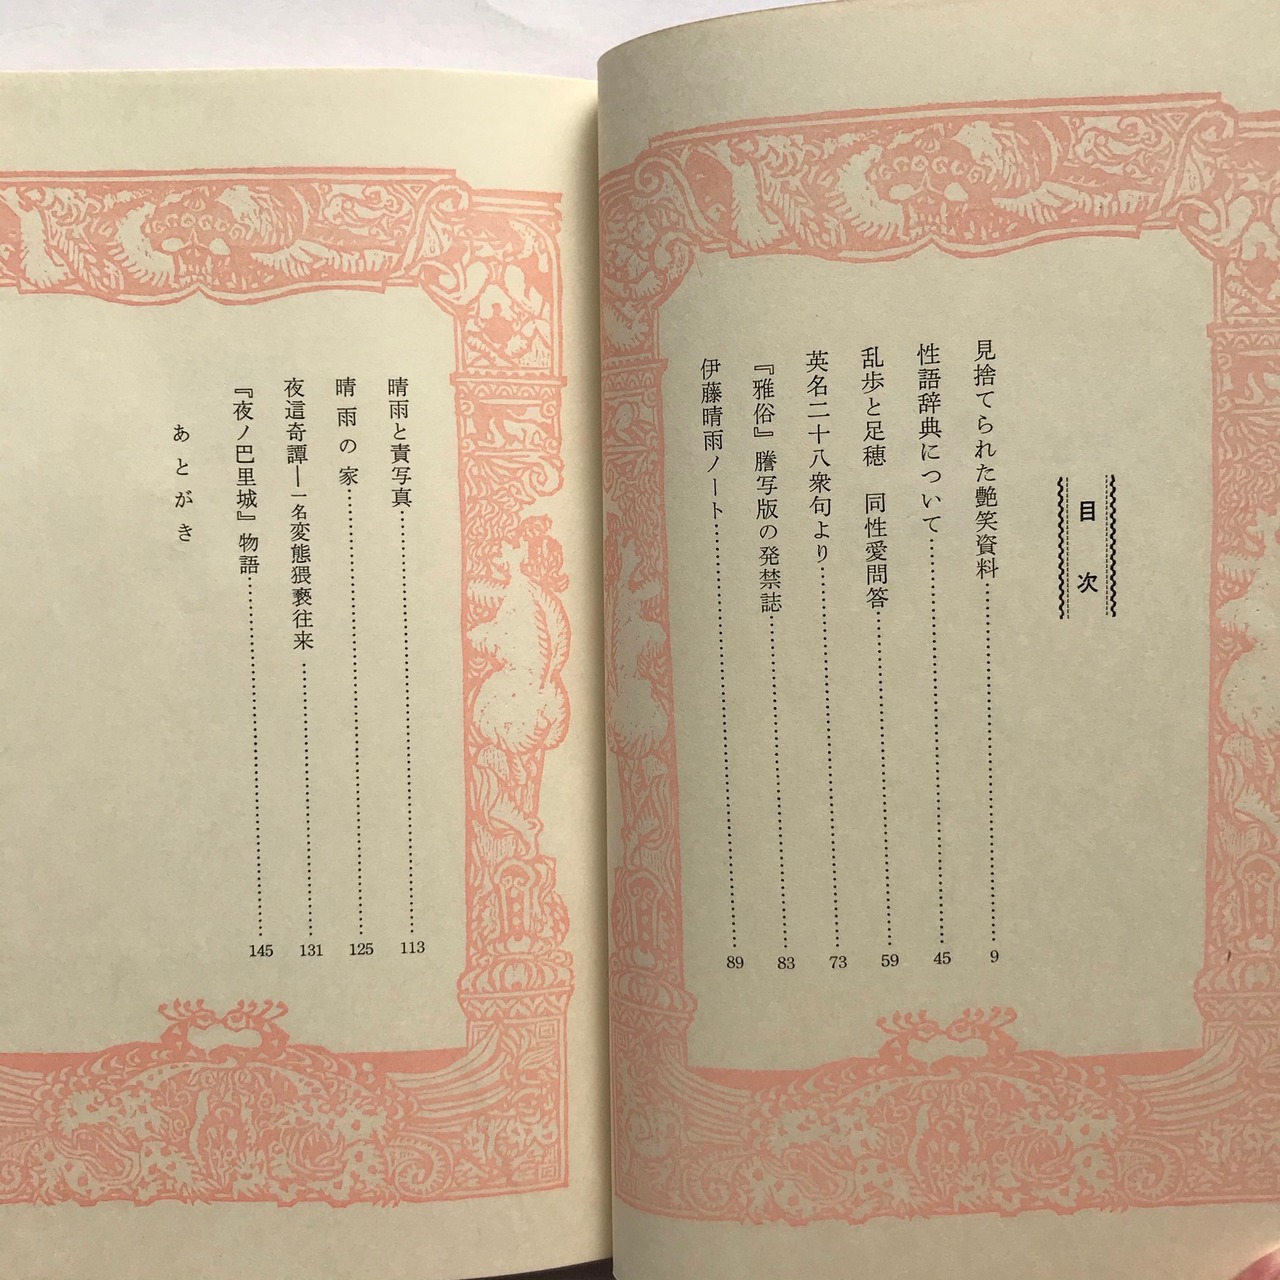 目次
見捨てられた艶笑資料……9
性語辞典について……45
乱歩と足穂 同性愛問答……59
英名二十八衆句より……73
『雅俗』謄写版の発禁誌……83
伊藤晴雨ノート……89
晴雨と責写真……113
晴雨の家……125
夜這奇譚―一名変態猥褻往来……131
『夜ノ巴里城』物語……145
あとがき